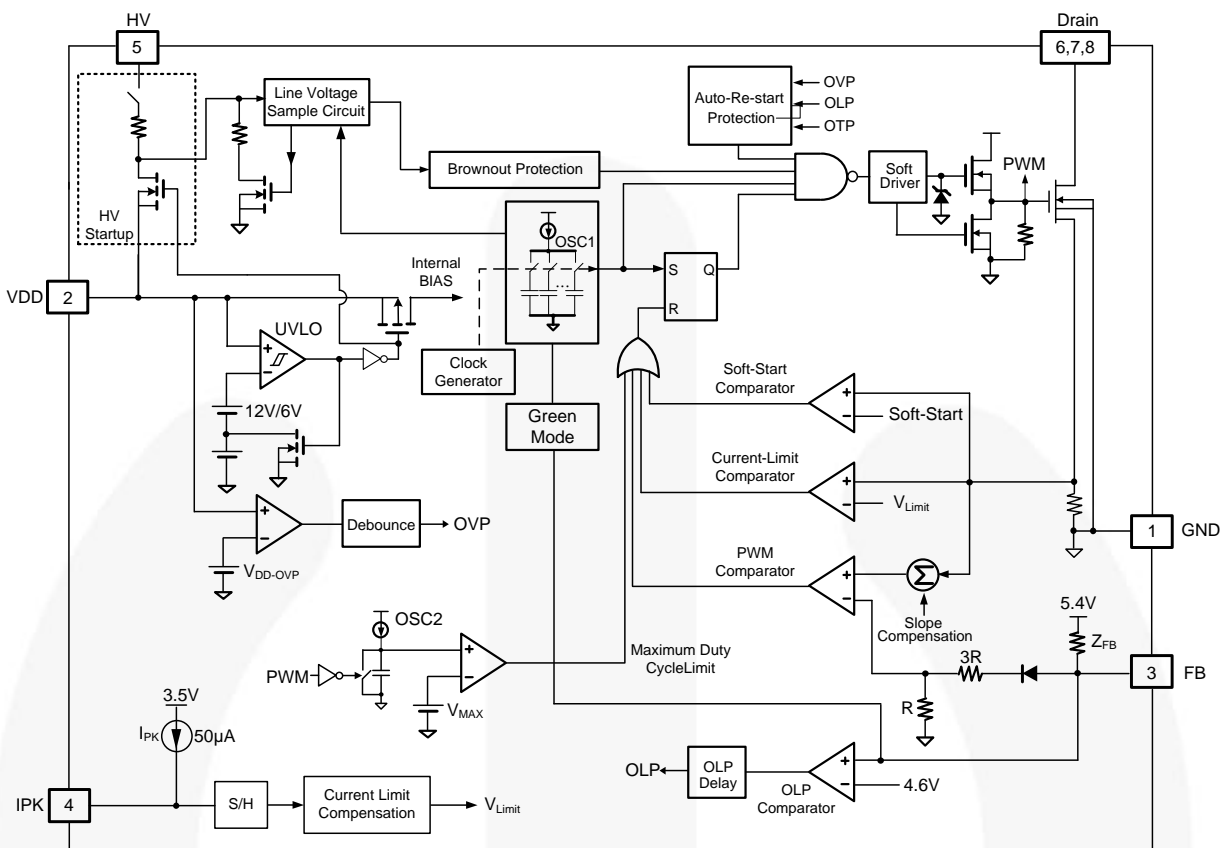 HV
5
Drain
6,7,8
Line Voltage
Sample Circuit
Auto-Re-start
Protection
OVP
OLP
OTP
Brownout Protection
Soft
Driver
PWM
HV
Startup
OSC1
S
Q
R
Internal
BIAS
VDD
2
UVLO
12V/6V
Clock
Generator
Green
Mode
Soft-Start
Comparator
Soft-Start
Current-Limit
Comparator
VLimit
1
GND
Debounce
OVP
VDD-OVP
PWM
Comparator
Σ
Slope
Compensation
5.4V
ZFB
3R
3
FB
R
OSC2
PWM
VMAX
Maximum Duty
CycleLimit
3.5V
IPK
50µA
OLP
OLP
Delay
OLP
Comparator
4.6V
IPK
4
S/H
Current Limit
Compensation
VLimit